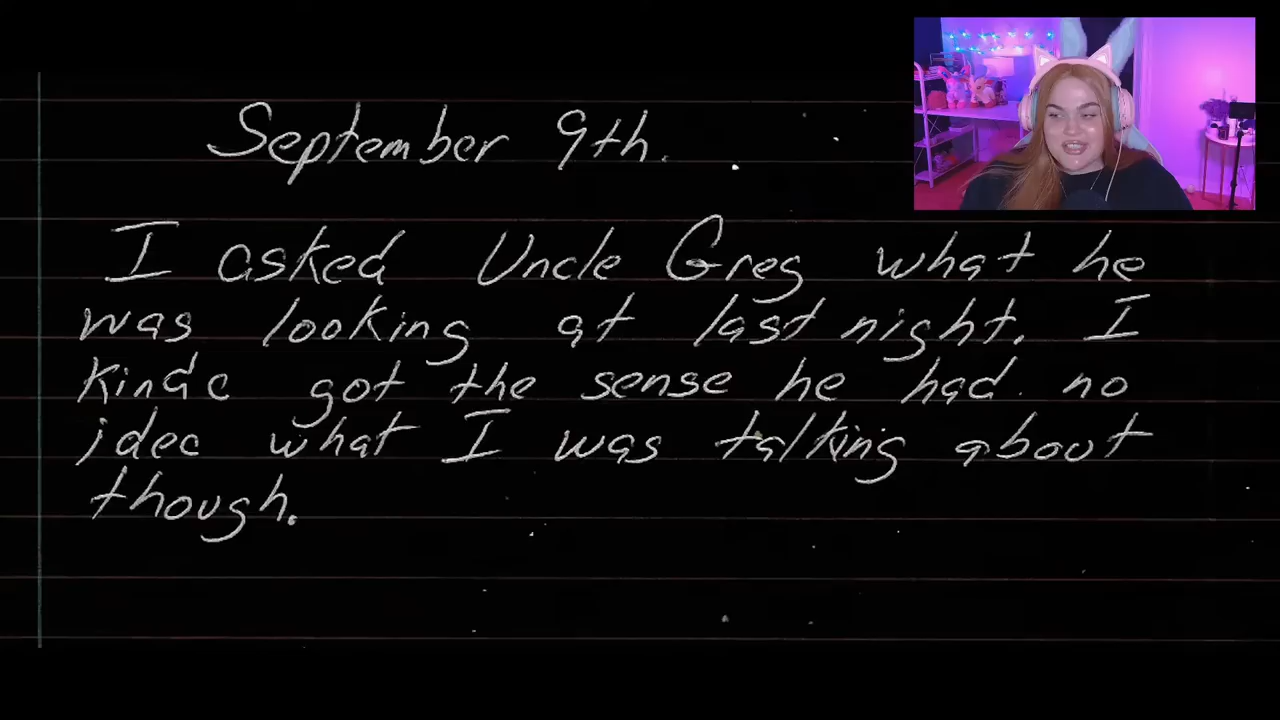 September 9th.
I asked Uncle Greg what he
was looking at last night. I
kinda got the sense he had no
idea what I was talking about
though.